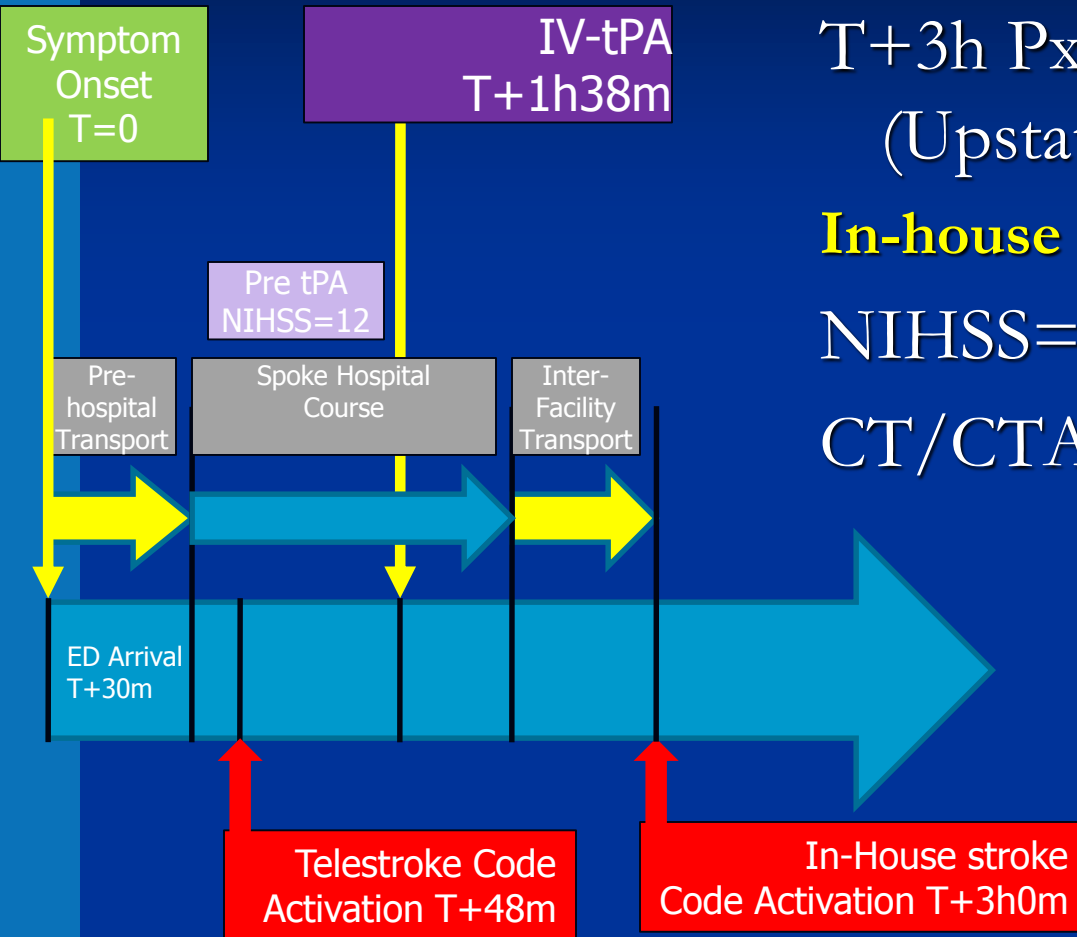 Symptom
Onset
T=0
IV-tPA
T+1h38m
T+3h Px
(Upsta
In-house
NIHSS=
CT/CTA
Pre tPA
NIHSS=12
Pre-
hospital
Transport
Spoke Hospital
Course
Inter-
Facility
Transport
ED Arrival
T+30m
Telestroke Code
Activation T+48m
In-House stroke
Code Activation T+3h0m